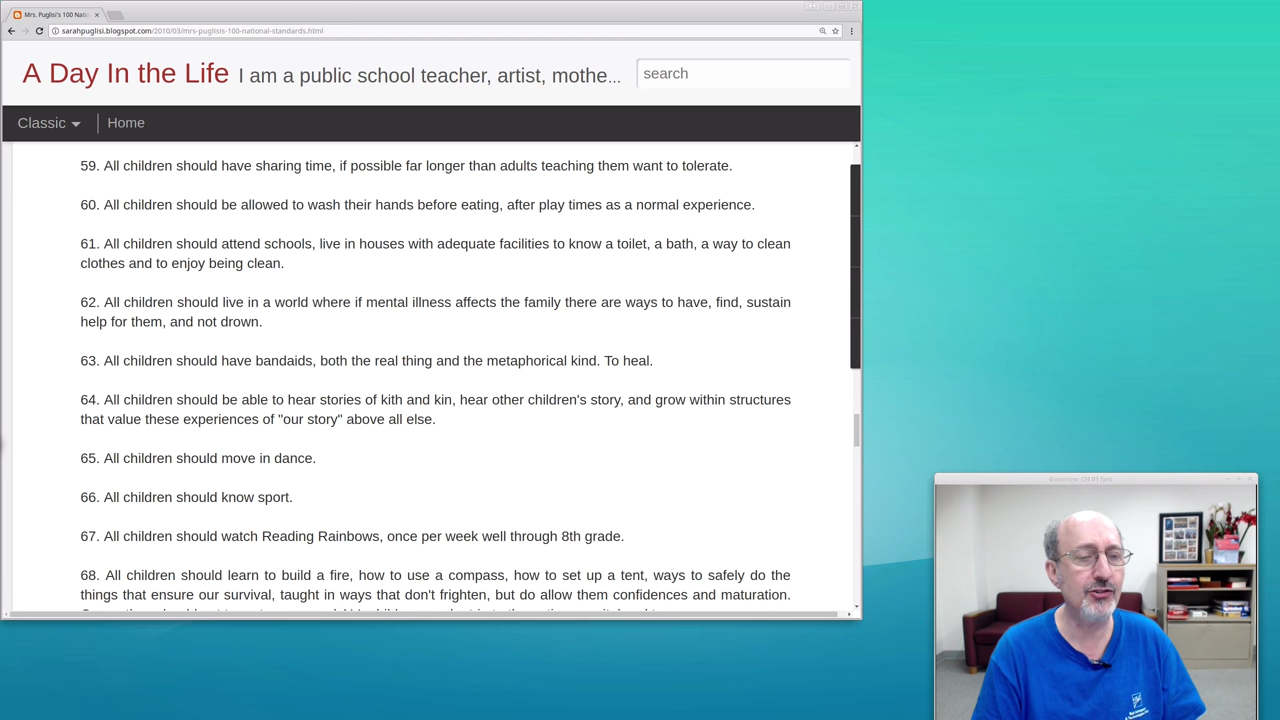 Mrs. Puglisi's 100 Natio
sarahpuglisi.blogspot.com/2010/03/mrs-puglisis-100-national-standards.html
A Day In the Life I am a public school teacher, artist, mothe...
search
Classic Home
59. All children should have sharing time, if possible far longer than adults teaching them want to tolerate.
60. All children should be allowed to wash their hands before eating, after play times as a normal experience.
61. All children should attend schools, live in houses with adequate facilities to know a toilet, a bath, a way to clean
clothes and to enjoy being clean.
62. All children should live in a world where if mental illness affects the family there are ways to have, find, sustain
help for them, and not drown.
63. All children should have bandaids, both the real thing and the metaphorical kind. To heal.
64. All children should be able to hear stories of kith and kin, hear other children's story, and grow within structures
that value these experiences of "our story" above all else.
65. All children should move in dance.
66. All children should know sport.
67. All children should watch Reading Rainbows, once per week well through 8th grade.
68. All children should learn to build a fire, how to use a compass, how to set up a tent, ways to safely do the
things that ensure our survival, taught in ways that don't frighten, but do allow them confidences and maturation.